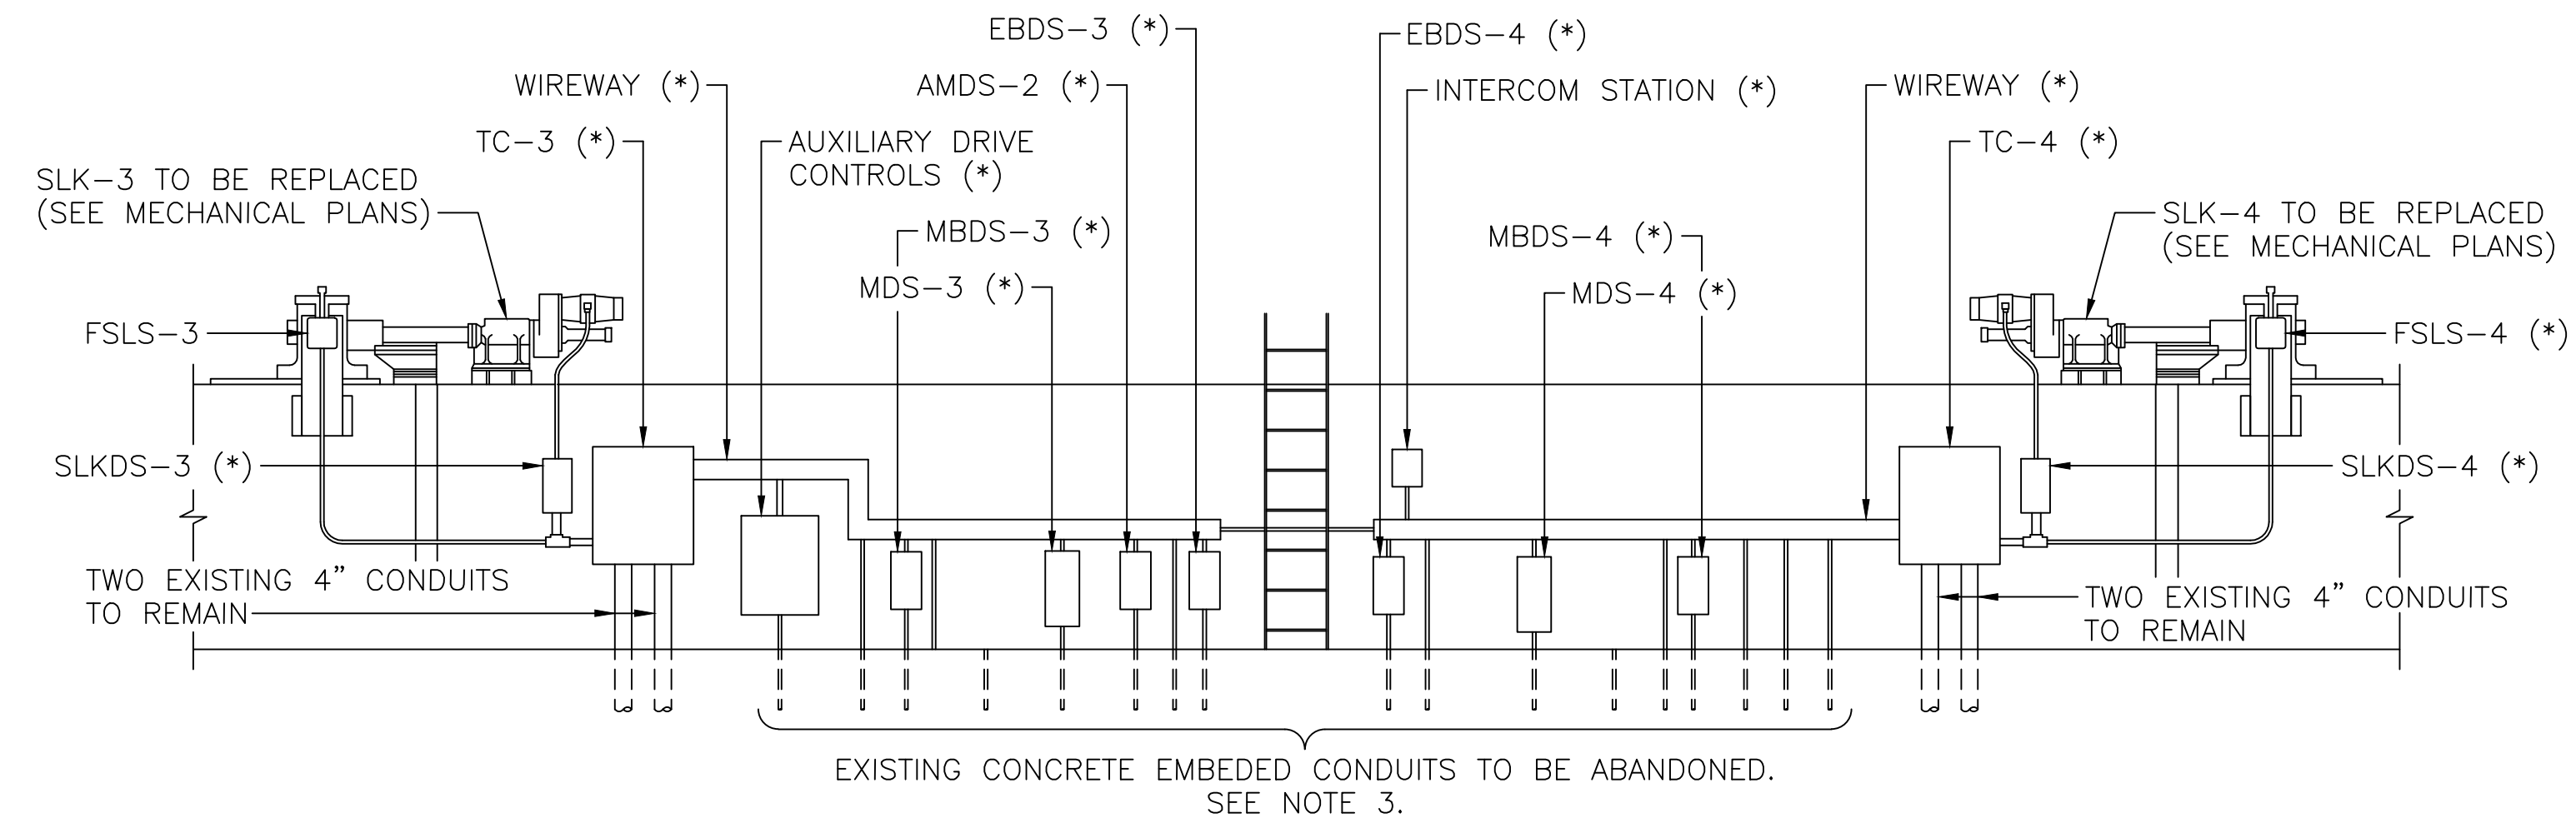 EBDS-3 (*)
EBDS-4 (*)
WIREWAY (*)
AMDS-2 (*)
INTERCOM STATION (*)
WIREWAY (*)
TC-3 (*)
AUXILIARY DRIVE
CONTROLS (*)
TC-4 (*)
SLK-3 TO BE REPLACED
(SEE MECHANICAL PLANS)
SLK-4 TO BE REPLACED
(SEE MECHANICAL PLANS)
MBDS-3 (*)
MBDS-4 (*)
MDS-3 (*)
MDS-4 (*)
FSLS-3
FSLS-4 (*)
SLKDS-3 (*)
SLKDS-4 (*)
TWO EXISTING 4" CONDUITS
TO REMAIN
TWO EXISTING 4" CONDUITS
TO REMAIN
EXISTING CONCRETE EMBEDED CONDUITS TO BE ABANDONED.
SEE NOTE 3.